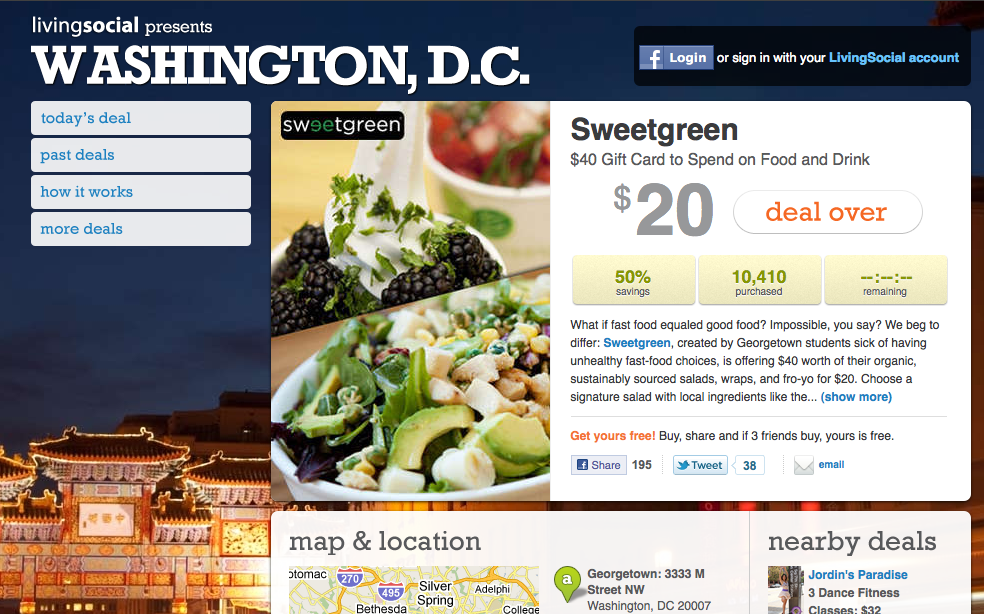 livingsocial presents
WASHINGTON, D.C.
Login or sign in with your LivingSocial account
today's deal
past deals
how it works
more deals
sweetgreen
Sweetgreen
$40 Gift Card to Spend on Food and Drink
$20
deal over
50%
savings
10,410
purchased
--:--:--
remaining
What if fast food equaled good food? Impossible, you say? We beg to
differ: Sweetgreen, created by Georgetown students sick of having
unhealthy fast-food choices, is offering $40 worth of their organic,
sustainably sourced salads, wraps, and fro-yo for $20. Choose a
signature salad with local ingredients like the... (show more)
Get yours free! Buy, share and if 3 friends buy, yours is free.
Share 195 Tweet 38 email
map & location
otomac
270
495
Silver
Spring
Adelphi
Bethesda
College
a
Georgetown: 3333 M
Street NW
Washington, DC 20007
nearby deals
Jordin's Paradise
3 Dance Fitness
Classes: $32